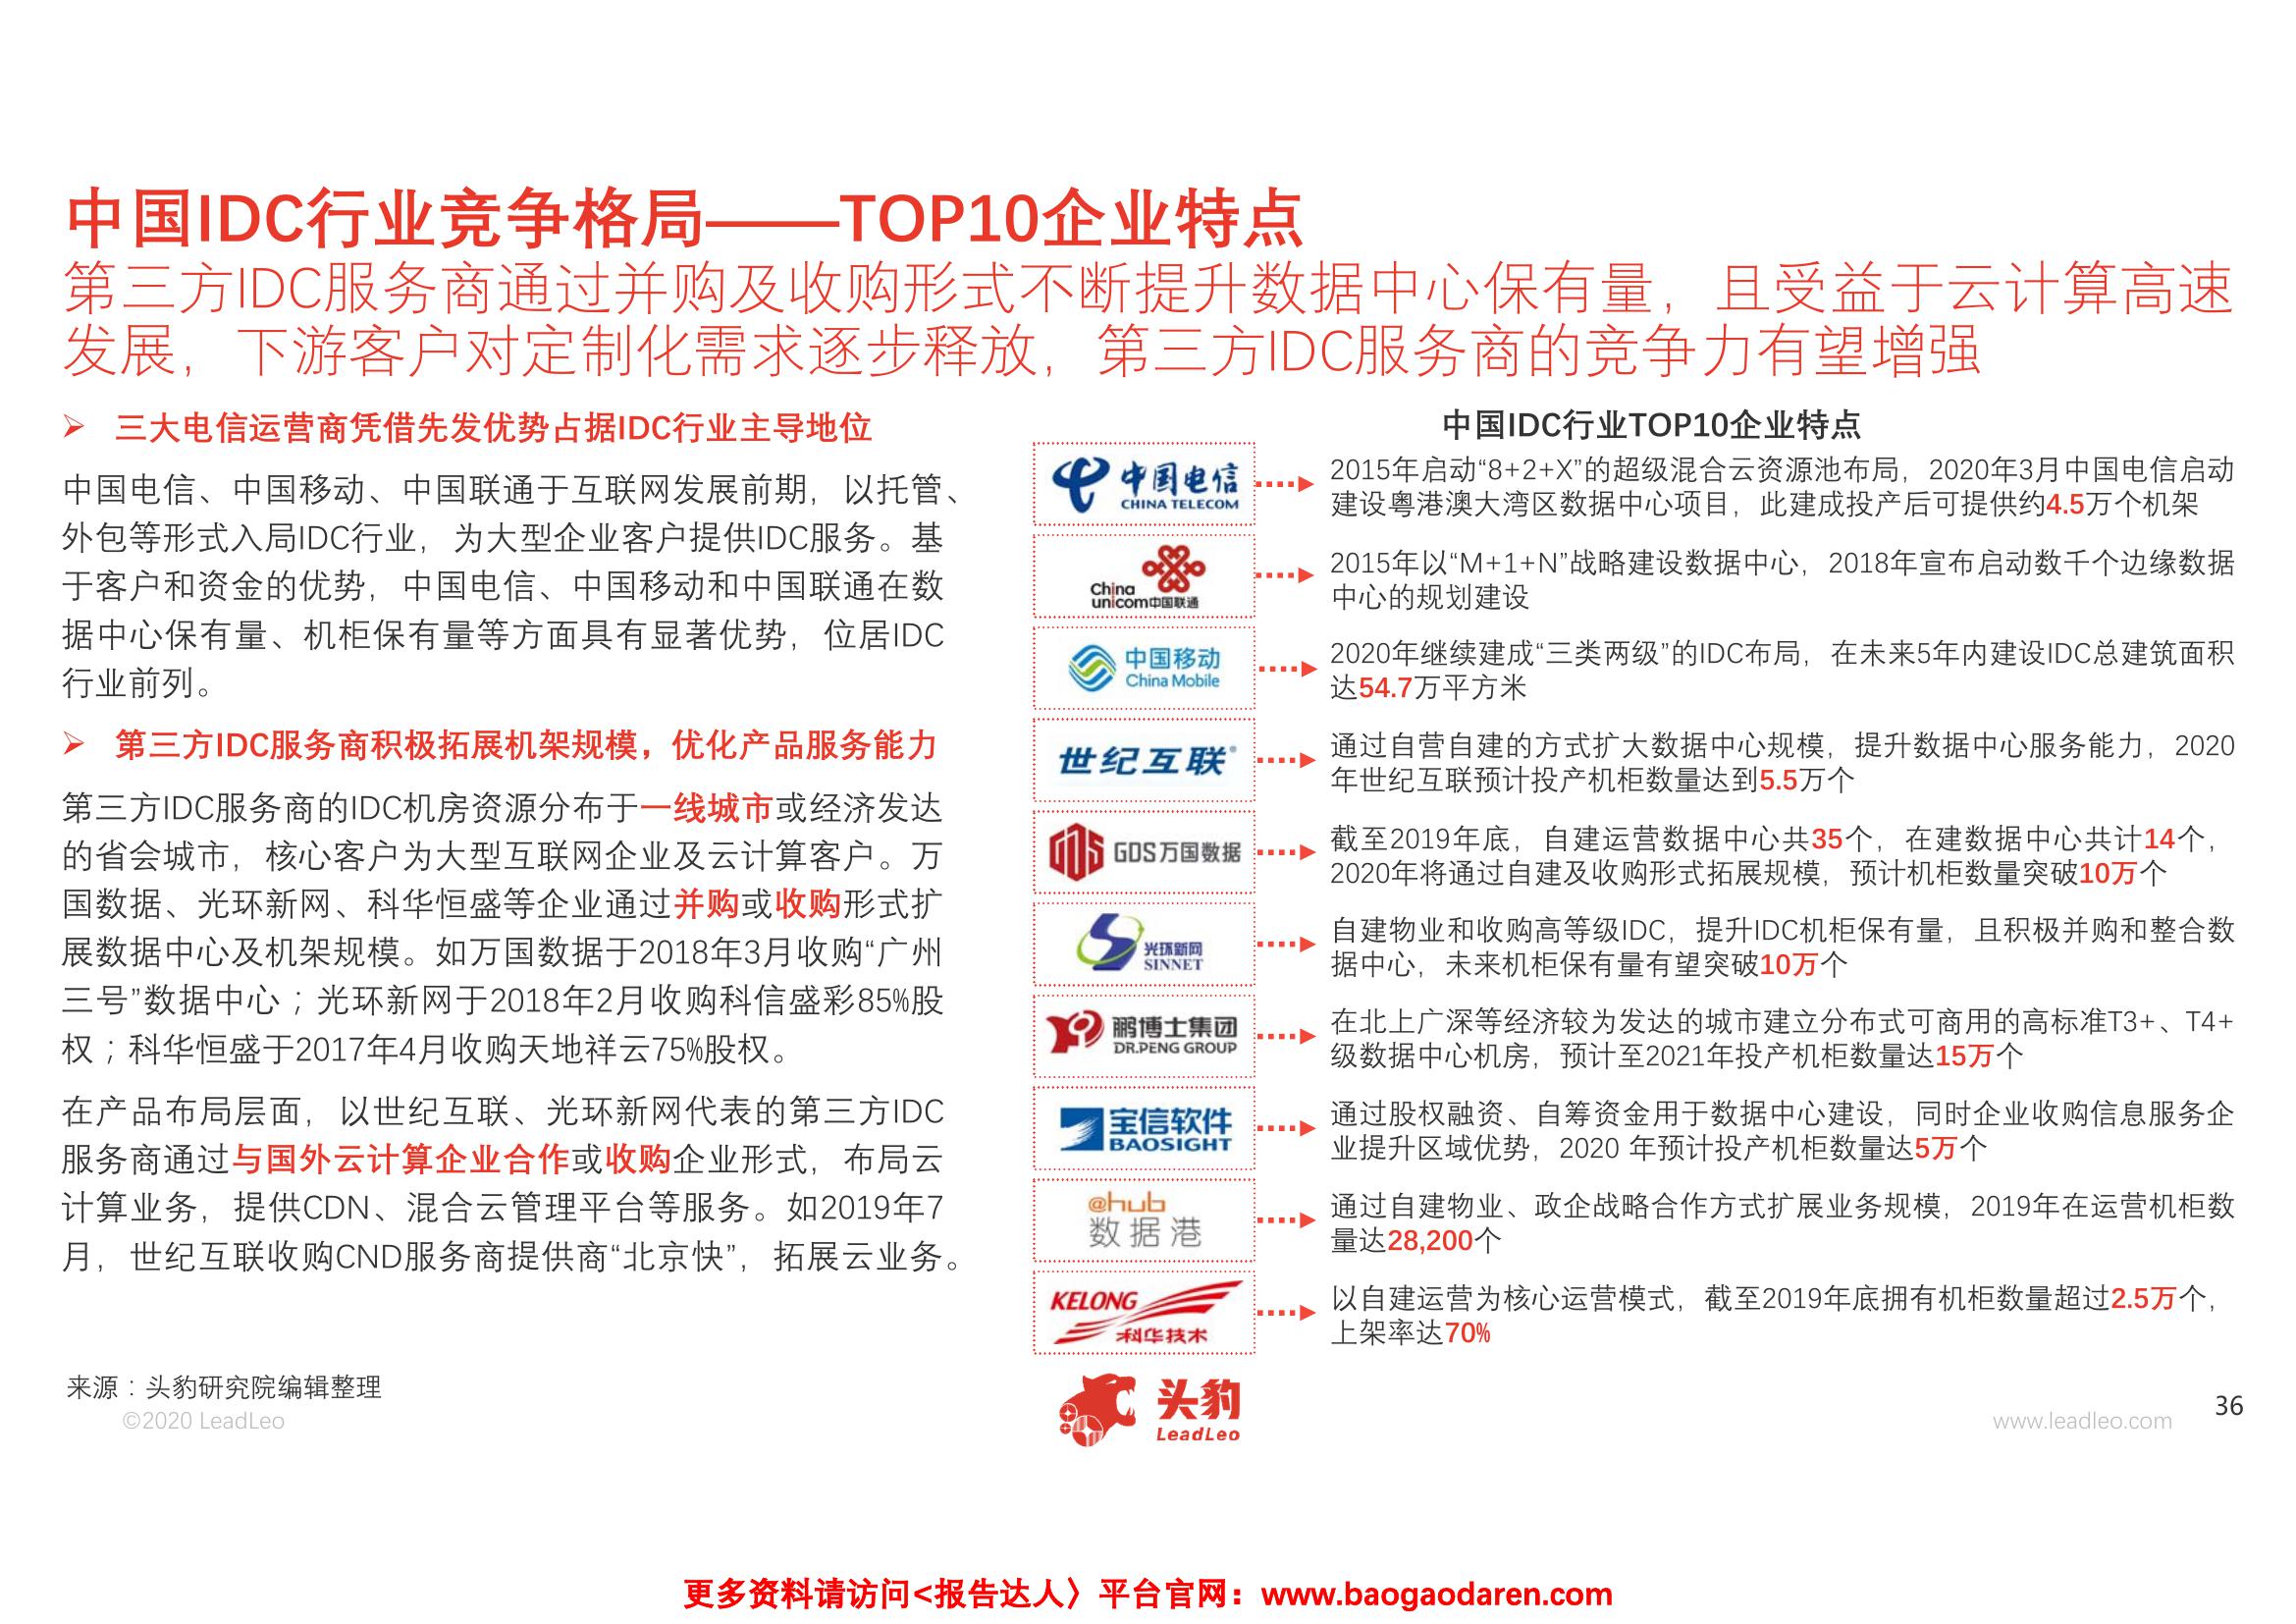 中国IDC行业竞争格局——TOP10企业特点
第三方IDC服务商通过并购及收购形式不断提升数据中心保有量，且受益于云计算高速
发展，下游客户对定制化需求逐步释放，第三方IDC服务商的竞争力有望增强
➢ 三大电信运营商凭借先发优势占据IDC行业主导地位
中国电信、中国移动、中国联通于互联网发展前期，以托管、
外包等形式入局IDC行业，为大型企业客户提供IDC服务。基
于客户和资金的优势，中国电信、中国移动和中国联通在数
据中心保有量、机柜保有量等方面具有显著优势，位居IDC
行业前列。
➢ 第三方IDC服务商积极拓展机架规模，优化产品服务能力
第三方IDC服务商的IDC机房资源分布于一线城市或经济发达
的省会城市，核心客户为大型互联网企业及云计算客户。万
国数据、光环新网、科华恒盛等企业通过并购或收购形式扩
展数据中心及机架规模。如万国数据于2018年3月收购“广州
三号”数据中心；光环新网于2018年2月收购科信盛彩85%股
权；科华恒盛于2017年4月收购天地祥云75%股权。
在产品布局层面，以世纪互联、光环新网代表的第三方IDC
服务商通过与国外云计算企业合作或收购企业形式，布局云
计算业务，提供CDN、混合云管理平台等服务。如2019年7
月，世纪互联收购CND服务商提供商“北京快”，拓展云业务。
中国IDC行业TOP10企业特点
中国电信
CHINA TELECOM
2015年启动“8+2+X”的超级混合云资源池布局，2020年3月中国电信启动
建设粤港澳大湾区数据中心项目，此建成投产后可提供约4.5万个机架
China
unicom中国联通
2015年以“M+1+N”战略建设数据中心，2018年宣布启动数千个边缘数据
中心的规划建设
中国移动
China Mobile
2020年继续建成“三类两级”的IDC布局，在未来5年内建设IDC总建筑面积
达54.7万平方米
世纪互联®
通过自营自建的方式扩大数据中心规模，提升数据中心服务能力，2020
年世纪互联预计投产机柜数量达到5.5万个
GDS万国数据
截至2019年底，自建运营数据中心共35个，在建数据中心共计14个，
2020年将通过自建及收购形式拓展规模，预计机柜数量突破10万个
光环新网
SINNET
自建物业和收购高等级IDC，提升IDC机柜保有量，且积极并购和整合数
据中心，未来机柜保有量有望突破10万个
鹏博士集团
DR.PENG GROUP
在北上广深等经济较为发达的城市建立分布式可商用的高标准T3+、T4+
级数据中心机房，预计至2021年投产机柜数量达15万个
宝信软件
BAOSIGHT
通过股权融资、自筹资金用于数据中心建设，同时企业收购信息服务企
业提升区域优势，2020 年预计投产机柜数量达5万个
@hub
数据港
通过自建物业、政企战略合作方式扩展业务规模，2019年在运营机柜数
量达28,200个
KELONG
科华技术
以自建运营为核心运营模式，截至2019年底拥有机柜数量超过2.5万个，
上架率达70%
来源：头豹研究院编辑整理
©2020 LeadLeo
头豹
LeadLeo
www.leadleo.com
36
更多资料请访问<报告达人〉平台官网：www.baogaodaren.com